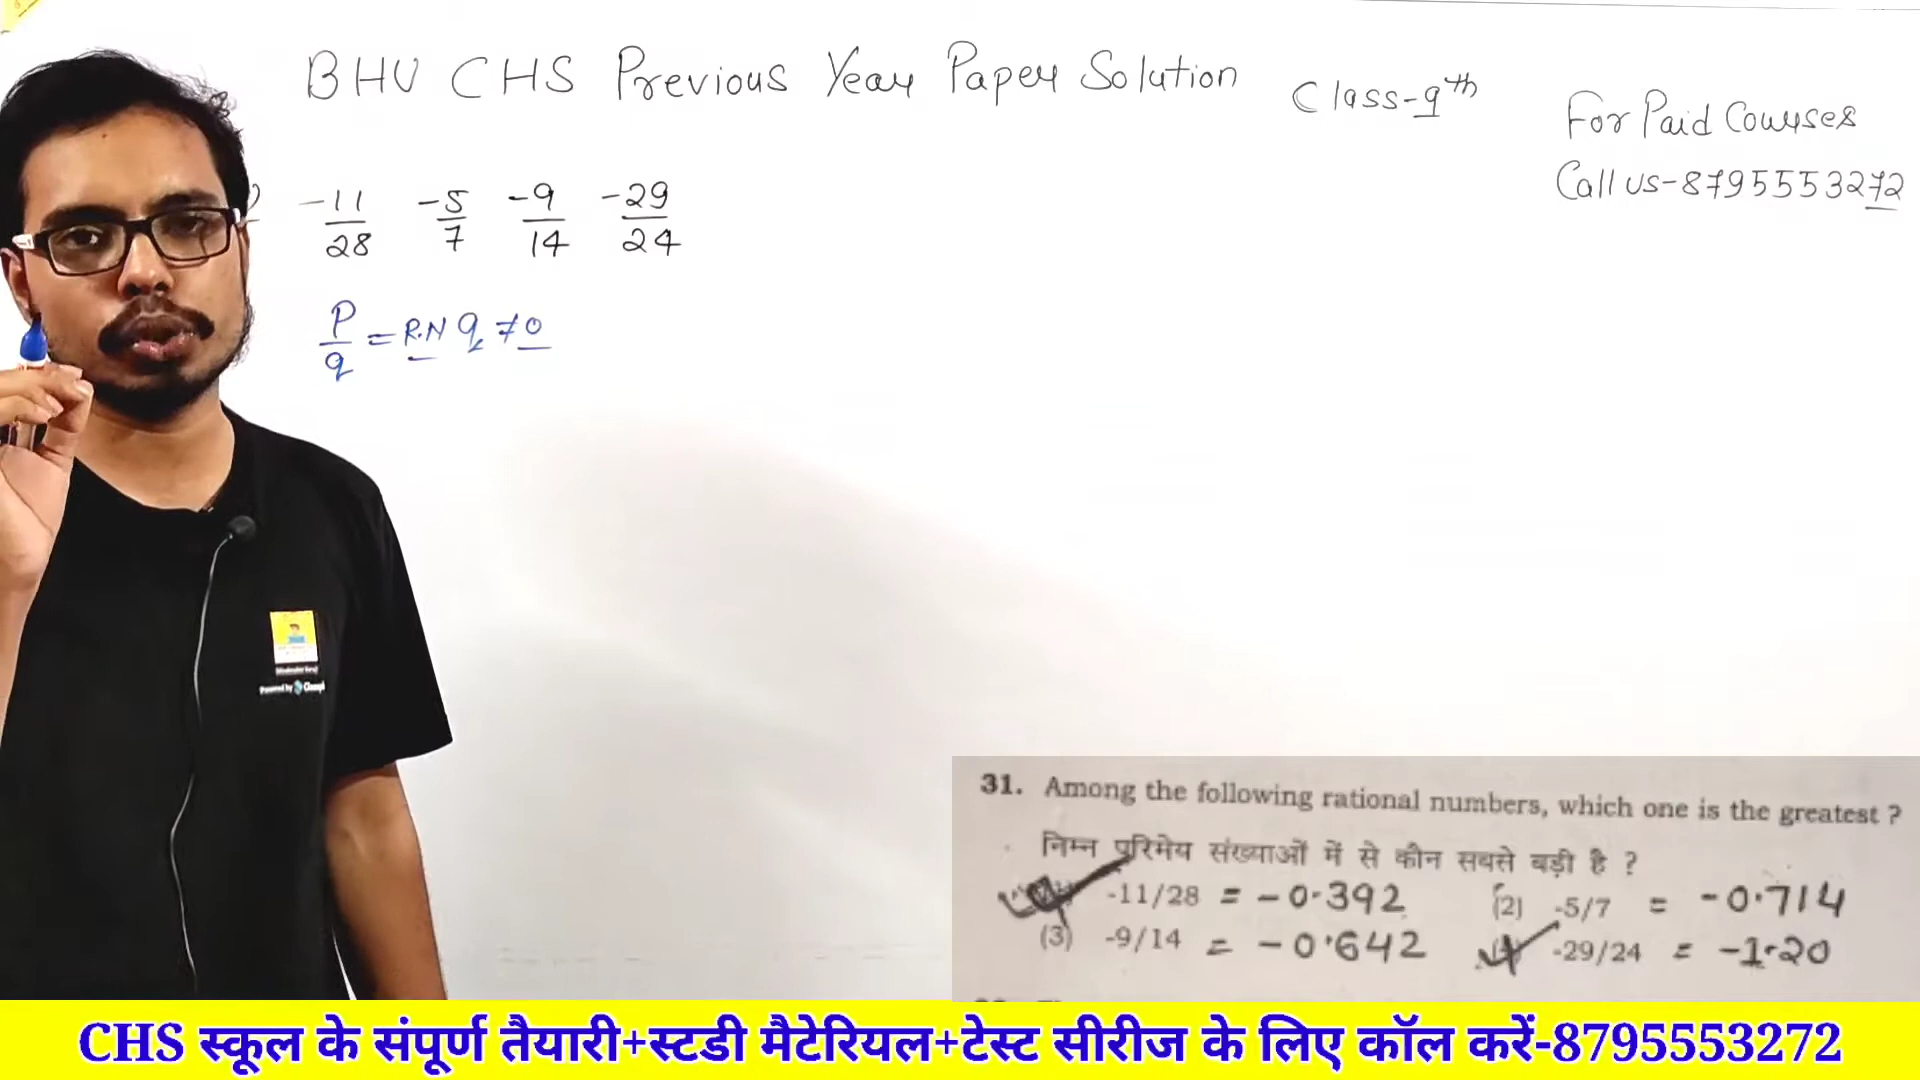 BHU CHS Previous Year Paper Solution Class-9th
For Paid Courses
Call us-8795553272
-11/28 -5/7 -9/14 -29/24
P/q = R.N q ≠ 0
31. Among the following rational numbers, which one is the greatest ?
निम्न परिमेय संख्याओं में से कौन सबसे बड़ी है ?
-11/28 = -0.392 (2) -5/7 = -0.714
(3) -9/14 = -0.642 -29/24 = -1.20
CHS स्कूल के संपूर्ण तैयारी+स्टडी मैटेरियल+टेस्ट सीरीज के लिए कॉल करें-8795553272